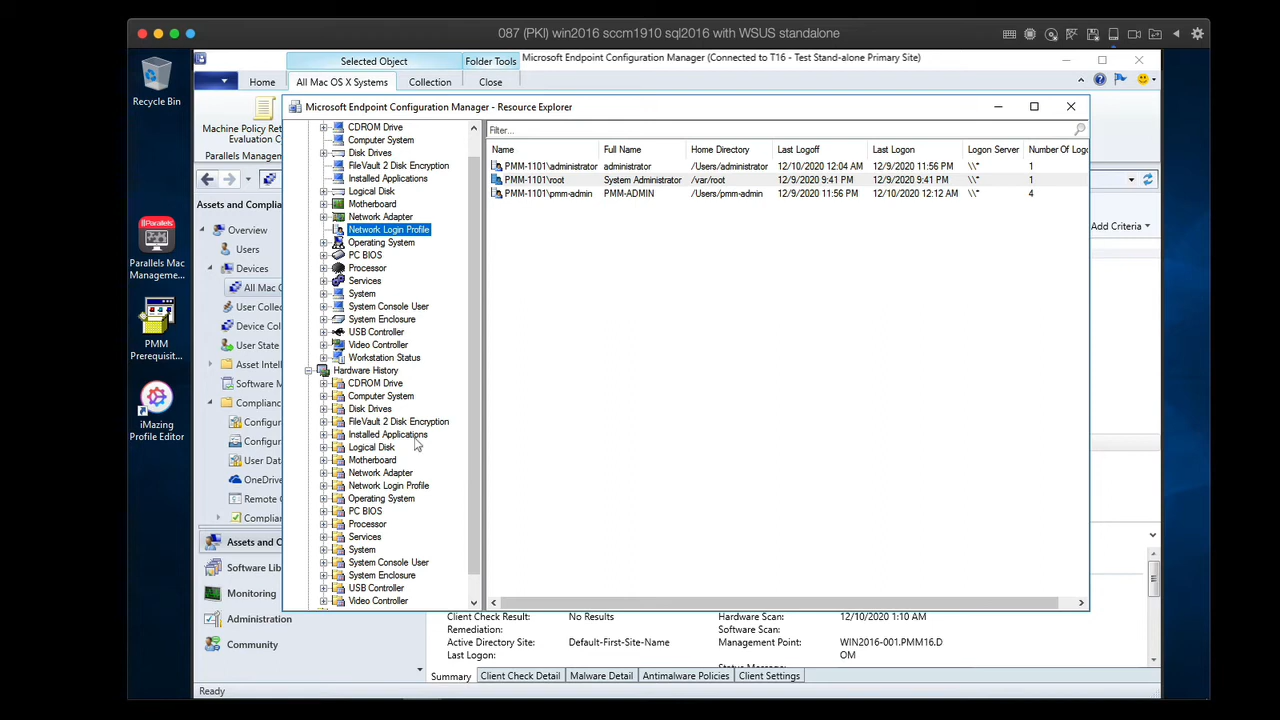 087 (PKI) win2016 sccm1910 sql2016 with WSUS standalone
Recycle Bin
Parallels Mac
Manageme...
PMM
Prerequisit...
iMazing
Profile Editor
Selected Object
Folder Tools
Microsoft Endpoint Configuration Manager (Connected to T16 - Test Stand-alone Primary Site)
Home
All Mac OS X Systems
Collection
Close
Machine Policy Ret
Evaluation C
Parallels Managem
Assets and Complia
Overview
Users
Devices
All Mac O
User Collec
Device Col
User State
Asset Intell
Software M
Complianc
Configur
Configur
User Data
OneDrive
Remote C
Complian
Assets and C
Software Lib
Monitoring
Administration
Community
Ready
Microsoft Endpoint Configuration Manager - Resource Explorer
CDROM Drive
Computer System
Disk Drives
FileVault 2 Disk Encryption
Installed Applications
Logical Disk
Motherboard
Network Adapter
Network Login Profile
Operating System
PC BIOS
Processor
Services
System
System Console User
System Enclosure
USB Controller
Video Controller
Workstation Status
Hardware History
CDROM Drive
Computer System
Disk Drives
FileVault 2 Disk Encryption
Installed Applications
Logical Disk
Motherboard
Network Adapter
Network Login Profile
Operating System
PC BIOS
Processor
Services
System
System Console User
System Enclosure
USB Controller
Video Controller
Filter...
Name Full Name Home Directory Last Logoff Last Logon Logon Server Number Of Logo
PMM-1101\administrator administrator /Users/administrator 12/10/2020 12:04 AM 12/9/2020 11:56 PM \\* 1
PMM-1101\root System Administrator /var/root 12/9/2020 9:41 PM 12/9/2020 9:41 PM \\* 1
PMM-1101\pmm-admin PMM-ADMIN /Users/pmm-admin 12/9/2020 11:56 PM 12/10/2020 12:12 AM \\* 4
Add Criteria
Client Check Result: No Results Hardware Scan: 12/10/2020 1:10 AM
Remediation: Software Scan:
Active Directory Site: Default-First-Site-Name Management Point: WIN2016-001.PMM16.D
Last Logon: OM
Summary Client Check Detail Malware Detail Antimalware Policies Client Settings